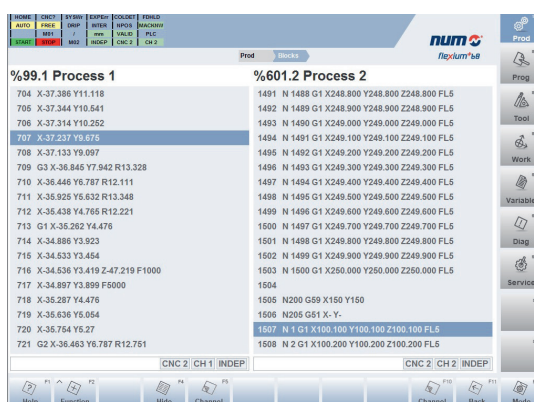 HOME CNC? SYSWr EXPErr COLDET FDHLD
AUTO FREE DRIP INTER NPOS MACKINV
M01 / mm VALID PLC
START STOP M02 INDEP CNC 2 CH 2
num
flexium+68
Prod Blocks
%99.1 Process 1
704 X-37.386 Y11.118
705 X-37.344 Y10.541
706 X-37.314 Y10.252
707 X-37.237 Y9.675
708 X-37.133 Y9.097
709 G3 X-36.845 Y7.942 R13.328
710 X-36.446 Y6.787 R12.111
711 X-35.925 Y5.632 R13.348
712 X-35.438 Y4.765 R12.221
713 G1 X-35.262 Y4.476
714 X-34.886 Y3.923
715 X-34.533 Y3.454
716 X-34.536 Y3.419 Z-47.219 F1000
717 X-34.897 Y3.899 F5000
718 X-35.287 Y4.476
719 X-35.636 Y5.054
720 X-35.754 Y5.27
721 G2 X-36.463 Y6.787 R12.751
CNC 2 CH 1 INDEP
%601.2 Process 2
1491 N 1488 G1 X248.800 Y248.800 Z248.800 FL5
1492 N 1489 G1 X248.900 Y248.900 Z248.900 FL5
1493 N 1490 G1 X249.000 Y249.000 Z249.000 FL5
1494 N 1491 G1 X249.100 Y249.100 Z249.100 FL5
1495 N 1492 G1 X249.200 Y249.200 Z249.200 FL5
1496 N 1493 G1 X249.300 Y249.300 Z249.300 FL5
1497 N 1494 G1 X249.400 Y249.400 Z249.400 FL5
1498 N 1495 G1 X249.500 Y249.500 Z249.500 FL5
1499 N 1496 G1 X249.600 Y249.600 Z249.600 FL5
1500 N 1497 G1 X249.700 Y249.700 Z249.700 FL5
1501 N 1498 G1 X249.800 Y249.800 Z249.800 FL5
1502 N 1499 G1 X249.900 Y249.900 Z249.900 FL5
1503 N 1500 G1 X250.000 Y250.000 Z250.000 FL5
1504
1505 N200 G59 X150 Y150
1506 N205 G51 X- Y-
1507 N 1 G1 X100.100 Y100.100 Z100.100 FL5
1508 N 2 G1 X100.200 Y100.200 Z100.200 FL5
CNC 2 CH 2 INDEP
Prod
Prog
Tool
Work
Variable
Diag
Service
F1 F2 F4 F5 F10 F11
Help Function Hide Channel Channel Back Mode